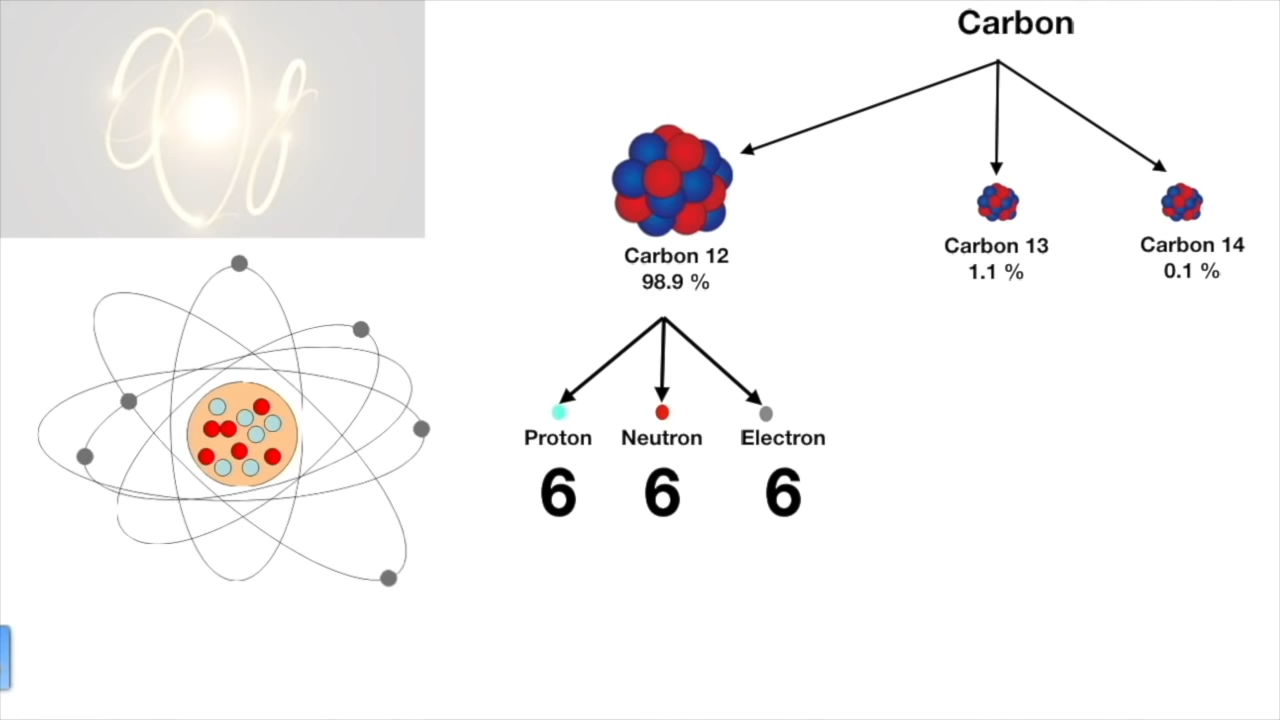 Carbon
Carbon 12
98.9 %
Carbon 13
1.1 %
Carbon 14
0.1 %
Proton
Neutron
Electron
6
6
6